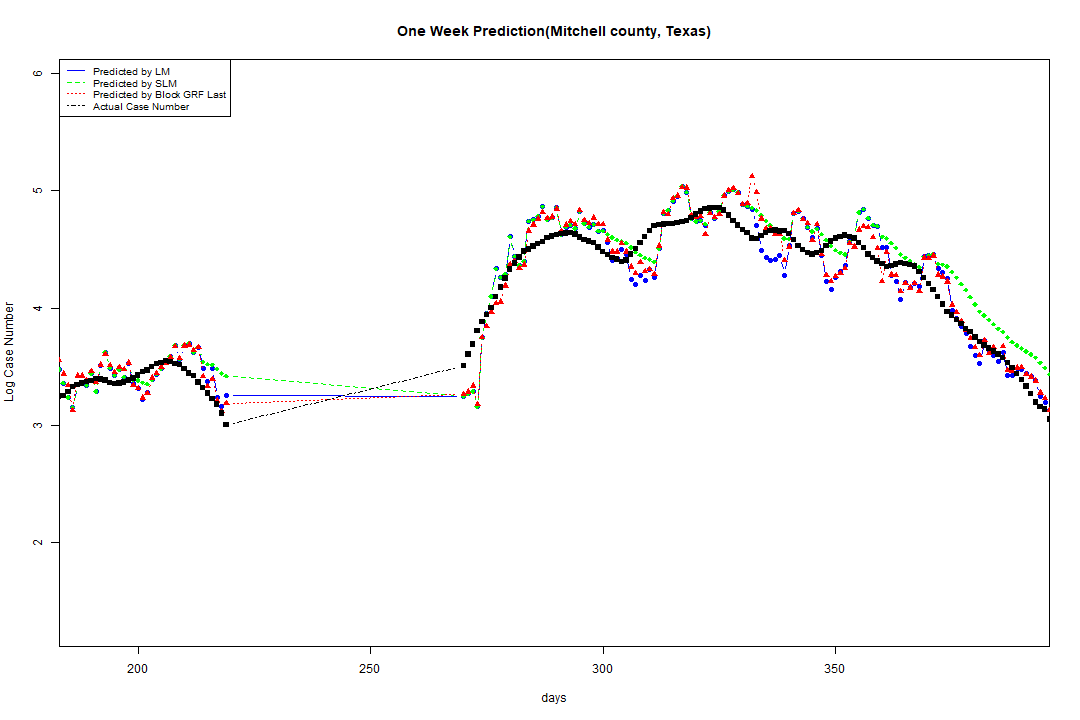 One Week Prediction(Mitchell county, Texas)
Predicted by LM
Predicted by SLM
Predicted by Block GRF Last
Actual Case Number
6
5
4
3
2
Log Case Number
200
250
300
350
days